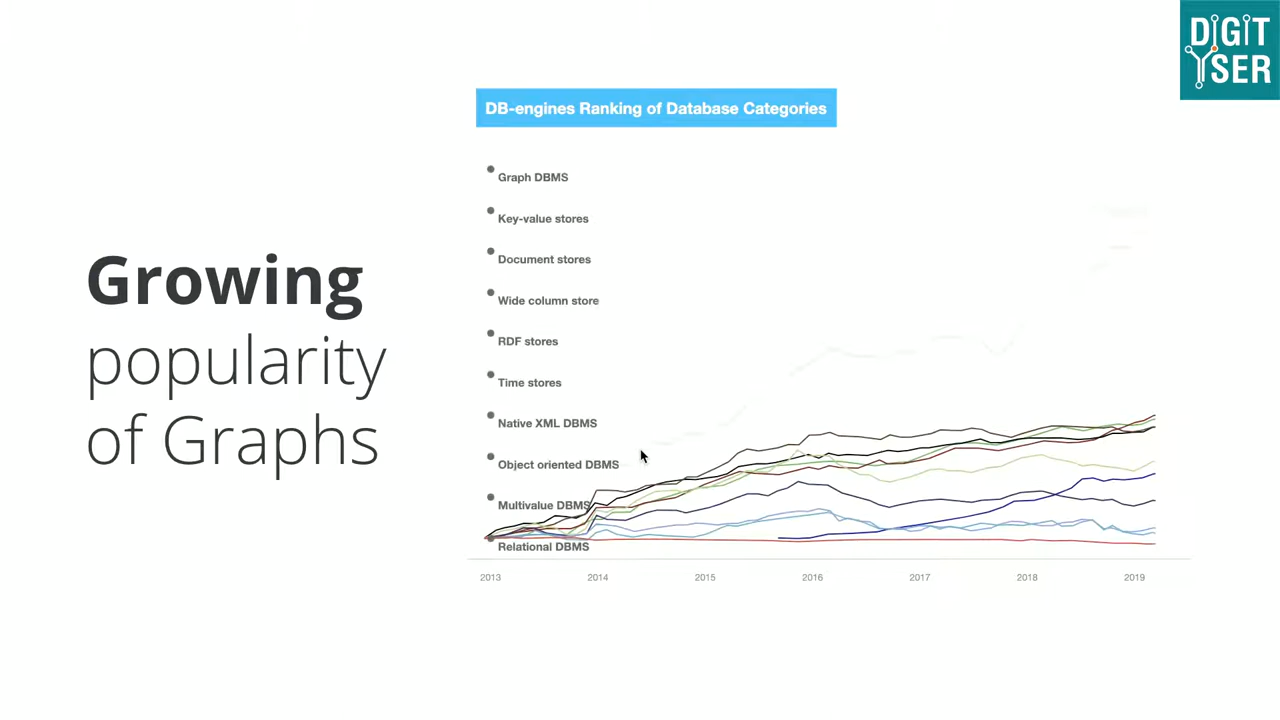 DIGIT
YSER
DB-engines Ranking of Database Categories
Growing
popularity
of Graphs
Graph DBMS
Key-value stores
Document stores
Wide column store
RDF stores
Time stores
Native XML DBMS
Object oriented DBMS
Multivalue DBMS
Relational DBMS
2013 2014 2015 2016 2017 2018 2019